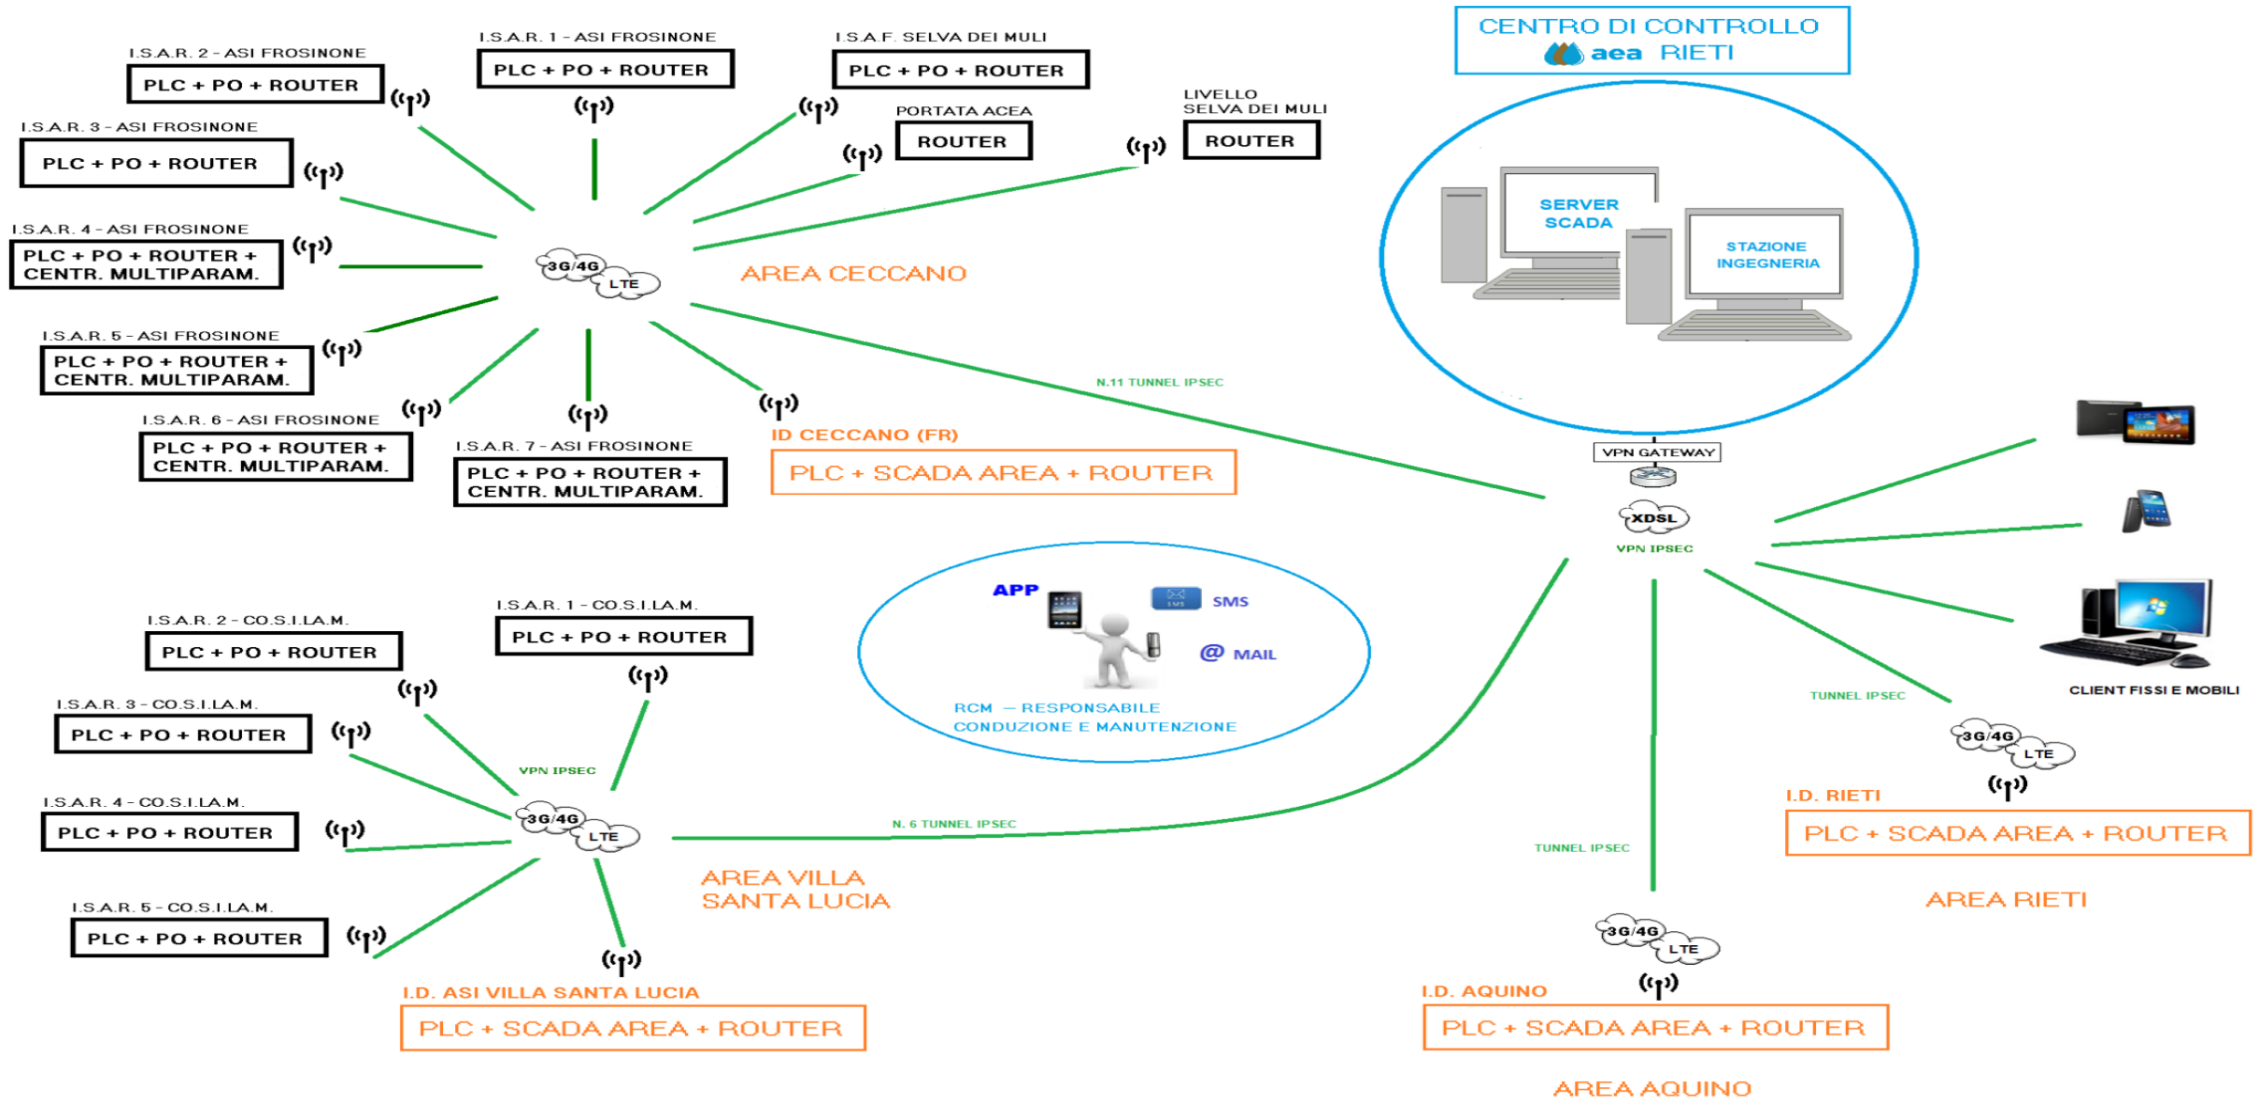 CENTRO DI CONTROLLO
aea RIETI
SERVER
SCADA
STAZIONE
INGEGNERIA
VPN GATEWAY
XDSL
VPN IPSEC
I.S.A.R. 2 - ASI FROSINONE
PLC + PO + ROUTER
I.S.A.R. 1 - ASI FROSINONE
PLC + PO + ROUTER
I.S.A.F. SELVA DEI MULI
PLC + PO + ROUTER
PORTATA ACEA
ROUTER
LIVELLO
SELVA DEI MULI
ROUTER
I.S.A.R. 3 - ASI FROSINONE
PLC + PO + ROUTER
I.S.A.R. 4 - ASI FROSINONE
PLC + PO + ROUTER +
CENTR. MULTIPARAM.
3G/4G
LTE
AREA CECCANO
I.S.A.R. 5 - ASI FROSINONE
PLC + PO + ROUTER +
CENTR. MULTIPARAM.
I.S.A.R. 6 - ASI FROSINONE
PLC + PO + ROUTER +
CENTR. MULTIPARAM.
I.S.A.R. 7 - ASI FROSINONE
PLC + PO + ROUTER +
CENTR. MULTIPARAM.
ID CECCANO (FR)
PLC + SCADA AREA + ROUTER
N.11 TUNNEL IPSEC
APP
SMS
SMS
@ MAIL
RCM – RESPONSABILE
CONDUZIONE E MANUTENZIONE
CLIENT FISSI E MOBILI
I.S.A.R. 1 - CO.S.I.LA.M.
PLC + PO + ROUTER
I.S.A.R. 2 - CO.S.I.LA.M.
PLC + PO + ROUTER
I.S.A.R. 3 - CO.S.I.LA.M.
PLC + PO + ROUTER
VPN IPSEC
I.S.A.R. 4 - CO.S.I.LA.M.
PLC + PO + ROUTER
3G/4G
LTE
N. 6 TUNNEL IPSEC
AREA VILLA
SANTA LUCIA
I.S.A.R. 5 - CO.S.I.LA.M.
PLC + PO + ROUTER
I.D. ASI VILLA SANTA LUCIA
PLC + SCADA AREA + ROUTER
TUNNEL IPSEC
3G/4G
LTE
I.D. RIETI
PLC + SCADA AREA + ROUTER
AREA RIETI
TUNNEL IPSEC
3G/4G
LTE
I.D. AQUINO
PLC + SCADA AREA + ROUTER
AREA AQUINO